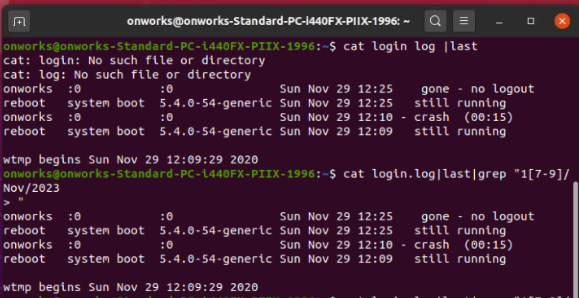 onworks@onworks-Standard-PC-i440FX-PIIX-1996: ~
onworks@onworks-Standard-PC-i440FX-PIIX-1996:~$ cat login log |last
cat: login: No such file or directory
cat: log: No such file or directory
onworks  :0           :0               Sun Nov 29 12:25    gone - no logout
reboot   system boot  5.4.0-54-generic Sun Nov 29 12:25   still running
onworks  :0           :0               Sun Nov 29 12:10 - crash  (00:15)
reboot   system boot  5.4.0-54-generic Sun Nov 29 12:09   still running

wtmp begins Sun Nov 29 12:09:29 2020
onworks@onworks-Standard-PC-i440FX-PIIX-1996:~$ cat login.log|last|grep "1[7-9]/
Nov/2023
> "
onworks  :0           :0               Sun Nov 29 12:25    gone - no logout
reboot   system boot  5.4.0-54-generic Sun Nov 29 12:25   still running
onworks  :0           :0               Sun Nov 29 12:10 - crash  (00:15)
reboot   system boot  5.4.0-54-generic Sun Nov 29 12:09   still running

wtmp begins Sun Nov 29 12:09:29 2020